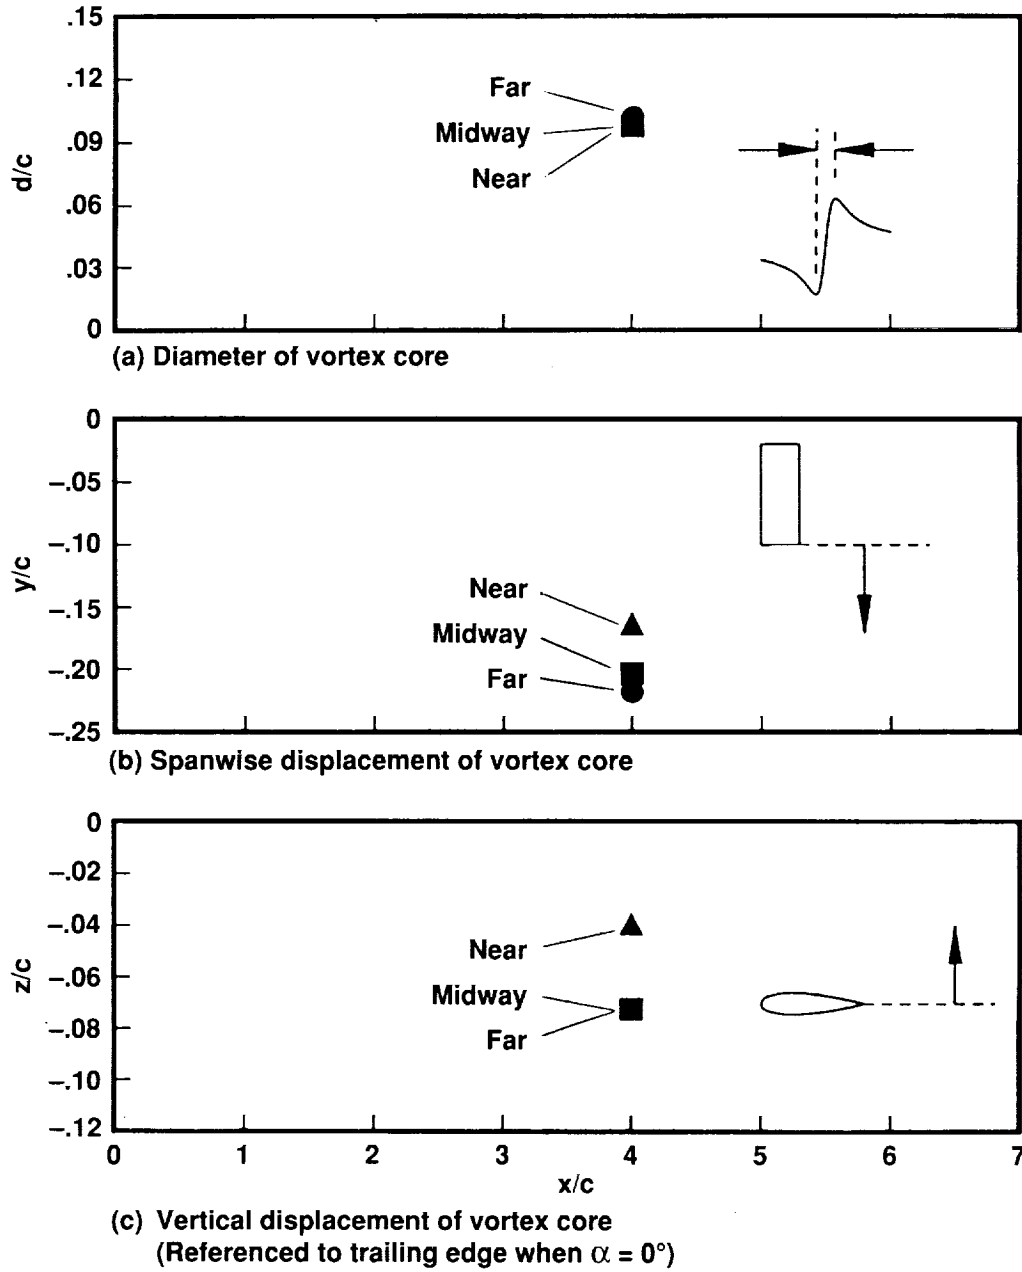 .15
.12
.09
.06
.03
0
d/c
Far
Midway
Near
(a) Diameter of vortex core
0
–.05
–.10
–.15
–.20
–.25
y/c
Near
Midway
Far
(b) Spanwise displacement of vortex core
0
–.02
–.04
–.06
–.08
–.10
–.12
z/c
Near
Midway
Far
0 1 2 3 4 5 6 7
x/c
(c) Vertical displacement of vortex core
(Referenced to trailing edge when α = 0°)